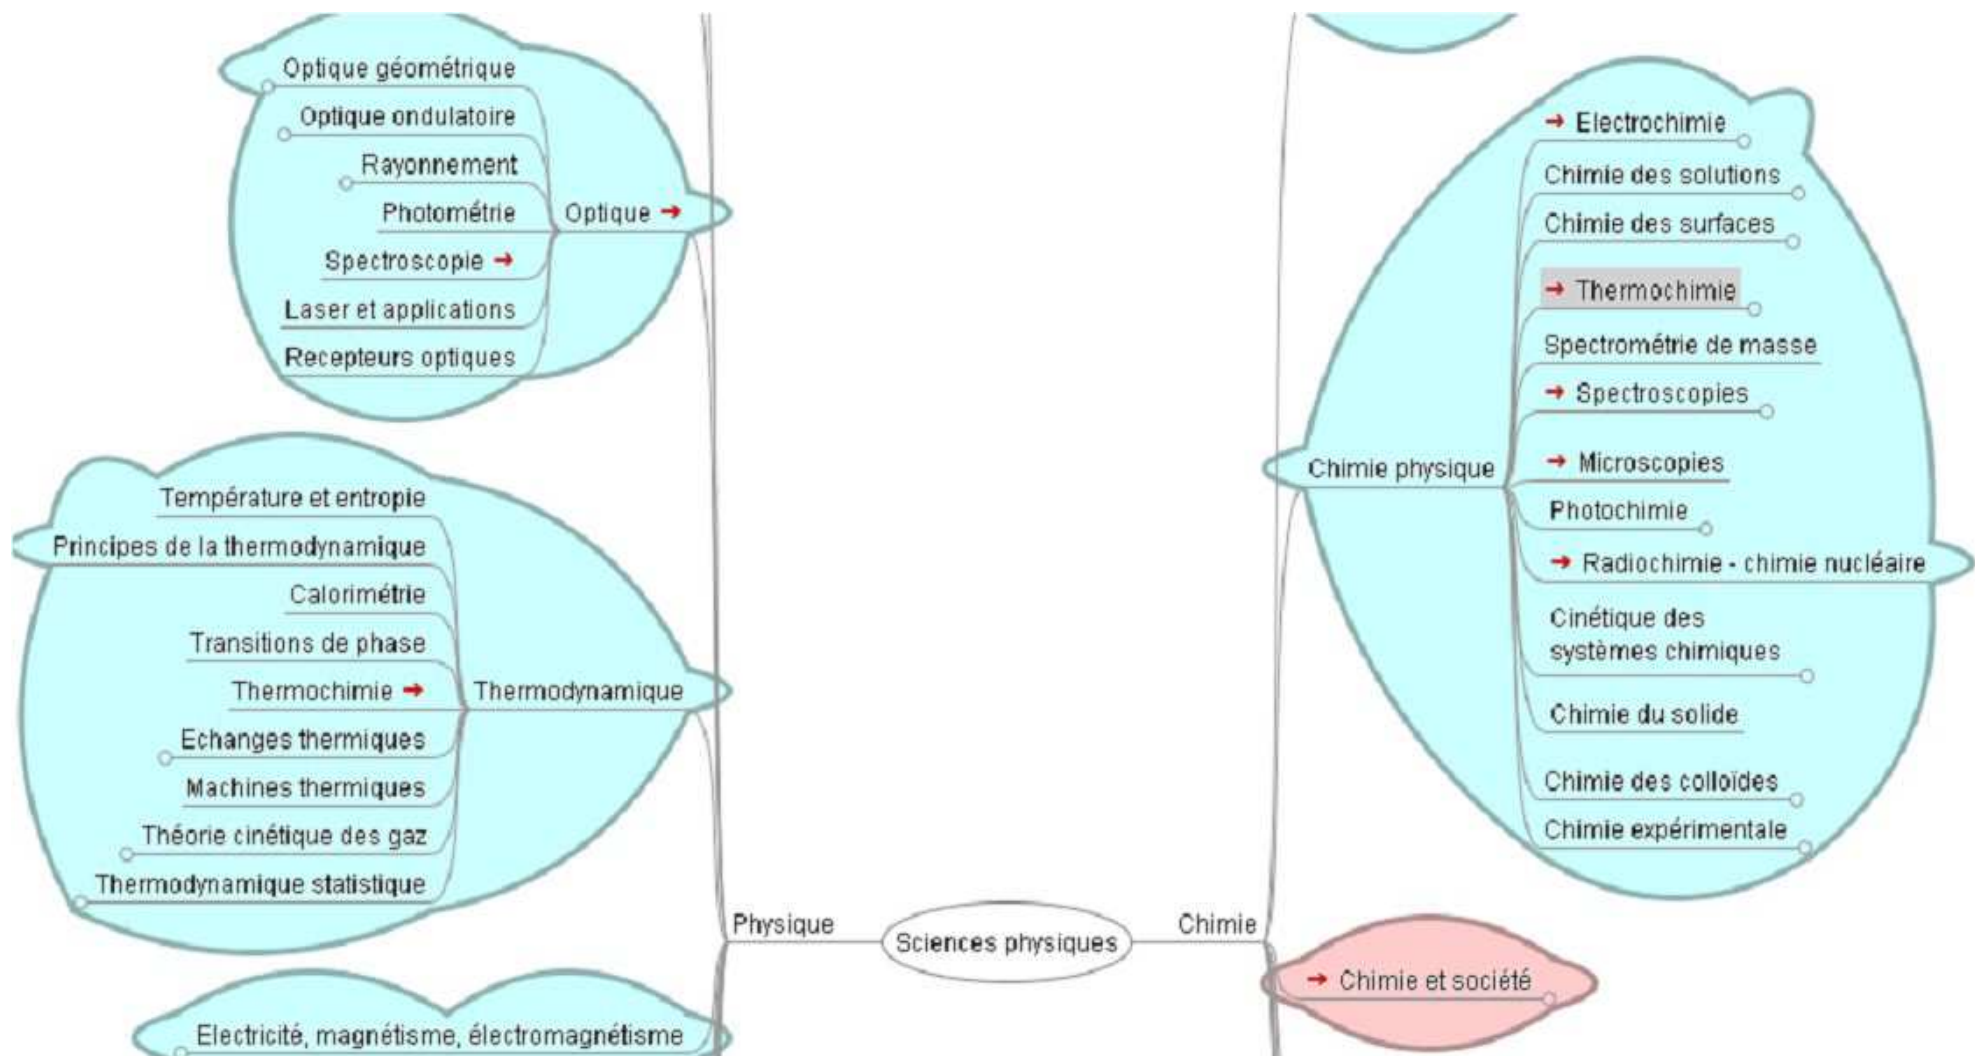 Optique géométrique
Optique ondulatoire
Rayonnement
Photométrie
Optique
Spectroscopie
Laser et applications
Recepteurs optiques
Température et entropie
Principes de la thermodynamique
Calorimétrie
Transitions de phase
Thermochimie
Thermodynamique
Echanges thermiques
Machines thermiques
Théorie cinétique des gaz
Thermodynamique statistique
Physique
Electricité, magnétisme, électromagnétisme
Sciences physiques
Chimie
Electrochimie
Chimie des solutions
Chimie des surfaces
Thermochimie
Spectrométrie de masse
Spectroscopies
Chimie physique
Microscopies
Photochimie
Radiochimie - chimie nucléaire
Cinétique des
systèmes chimiques
Chimie du solide
Chimie des colloïdes
Chimie expérimentale
Chimie et société